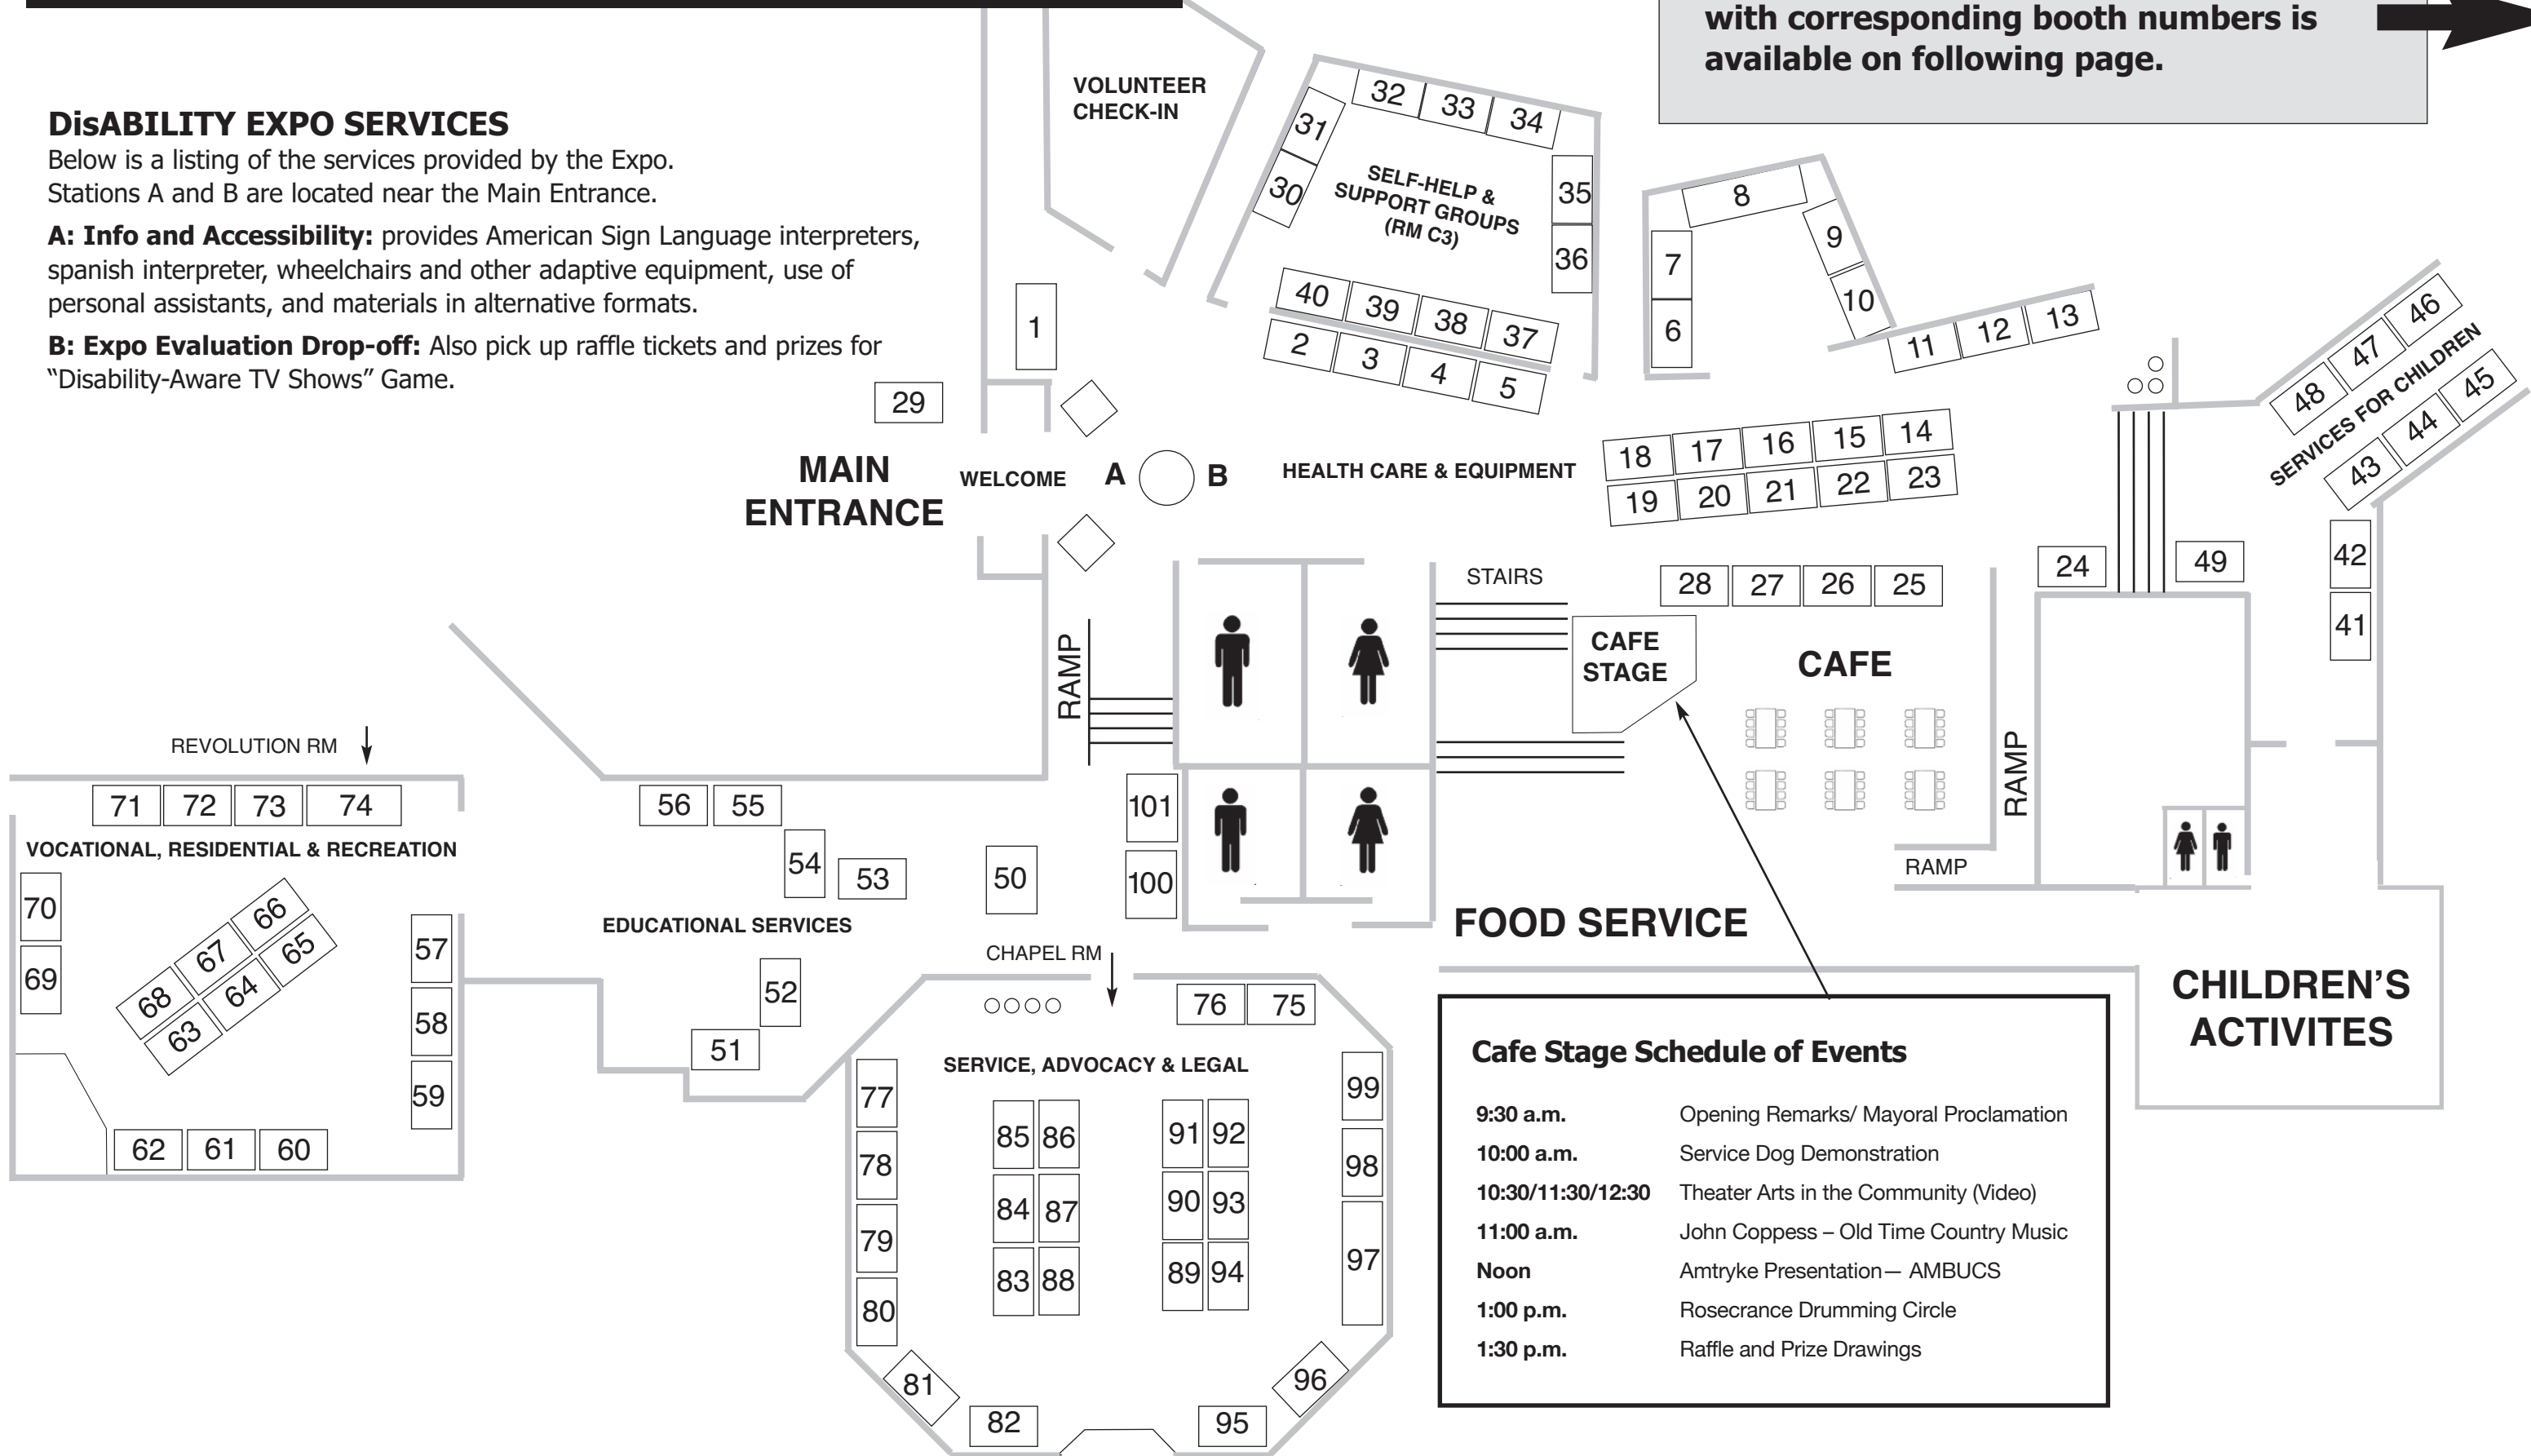 with corresponding booth numbers is
available on following page.
DisABILITY EXPO SERVICES
Below is a listing of the services provided by the Expo.
Stations A and B are located near the Main Entrance.
A: Info and Accessibility: provides American Sign Language interpreters,
spanish interpreter, wheelchairs and other adaptive equipment, use of
personal assistants, and materials in alternative formats.
B: Expo Evaluation Drop-off: Also pick up raffle tickets and prizes for
“Disability-Aware TV Shows” Game.
VOLUNTEER
CHECK-IN
32 33 34
31
30
SELF-HELP &
SUPPORT GROUPS
(RM C3)
35
36
40 39 38 37
2 3 4 5
1
29
8
7
6
9
10
11 12 13
46
47
48
SERVICES FOR CHILDREN
45
44
43
MAIN
ENTRANCE
WELCOME
A
B
HEALTH CARE & EQUIPMENT
18 17 16 15 14
19 20 21 22 23
24
49
42
41
STAIRS
28 27 26 25
CAFE
STAGE
CAFE
RAMP
RAMP
RAMP
REVOLUTION RM
71 72 73 74
VOCATIONAL, RESIDENTIAL & RECREATION
70
69
66
67
68
65
64
63
57
58
59
62 61 60
56 55
54
53
50
101
100
EDUCATIONAL SERVICES
52
51
FOOD SERVICE
CHILDREN’S
ACTIVITES
CHAPEL RM
76 75
SERVICE, ADVOCACY & LEGAL
77
78
79
80
81
82
85 86
84 87
83 88
91 92
90 93
89 94
99
98
97
96
95
Cafe Stage Schedule of Events
9:30 a.m. Opening Remarks/ Mayoral Proclamation
10:00 a.m. Service Dog Demonstration
10:30/11:30/12:30 Theater Arts in the Community (Video)
11:00 a.m. John Coppess – Old Time Country Music
Noon Amtryke Presentation— AMBUCS
1:00 p.m. Rosecrance Drumming Circle
1:30 p.m. Raffle and Prize Drawings